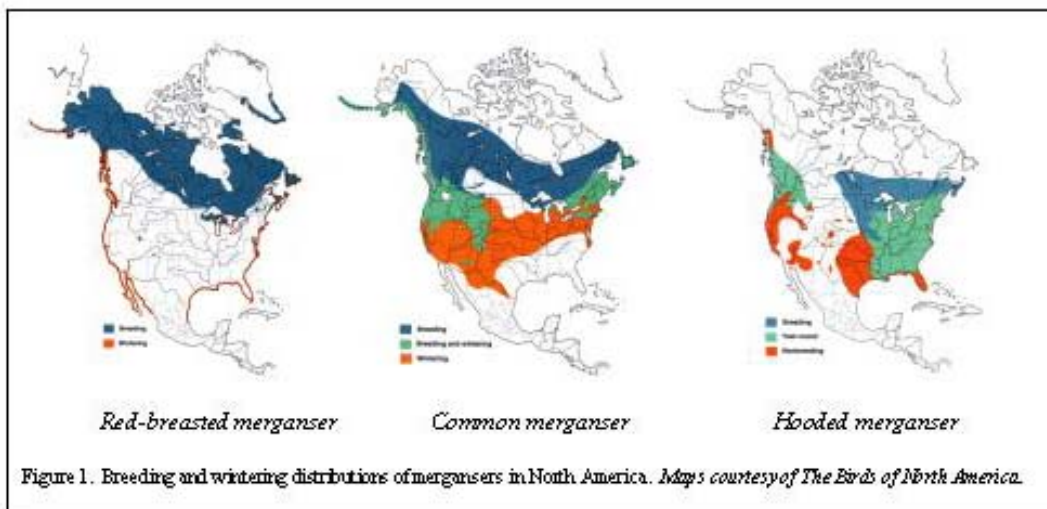 Breeding
Wintering
Breeding
Breeding and wintering
Wintering
Breeding
Year-round
Nonbreeding
Red-breasted merganser
Common merganser
Hooded merganser
Figure 1. Breeding and wintering distributions of mergansers in North America. Maps courtesy of The Birds of North America.